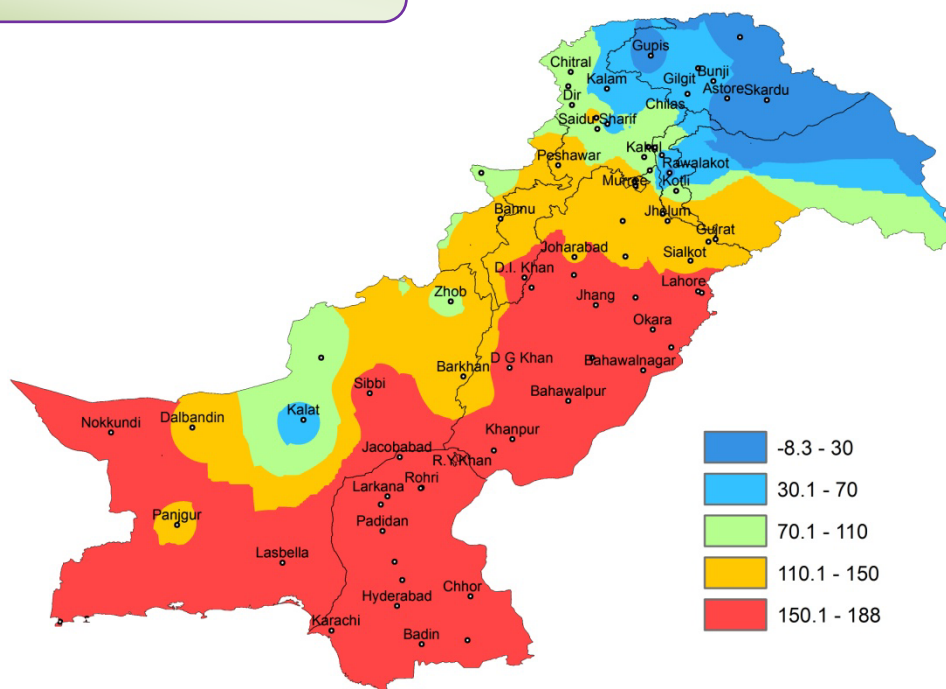 Gupis
Chitral
Kalam
Gilgit
Bunji
Dir
Astore
Skardu
Chilas
Saidu Sharif
Kakul
Rawalakot
Peshawar
Murree
Kotli
Bannu
Jhelum
Gujrat
Joharabad
Sialkot
D.I. Khan
Lahore
Zhob
Jhang
Okara
D G Khan
Bahawalnagar
Barkhan
Sibbi
Bahawalpur
Kalat
Dalbandin
Nokkundi
Khanpur
Jacobabad
R.Y.Khan
Rohri
Larkana
Panjgur
Padidan
Lasbella
Chhor
Hyderabad
Karachi
Badin
-8.3 - 30
30.1 - 70
70.1 - 110
110.1 - 150
150.1 - 188